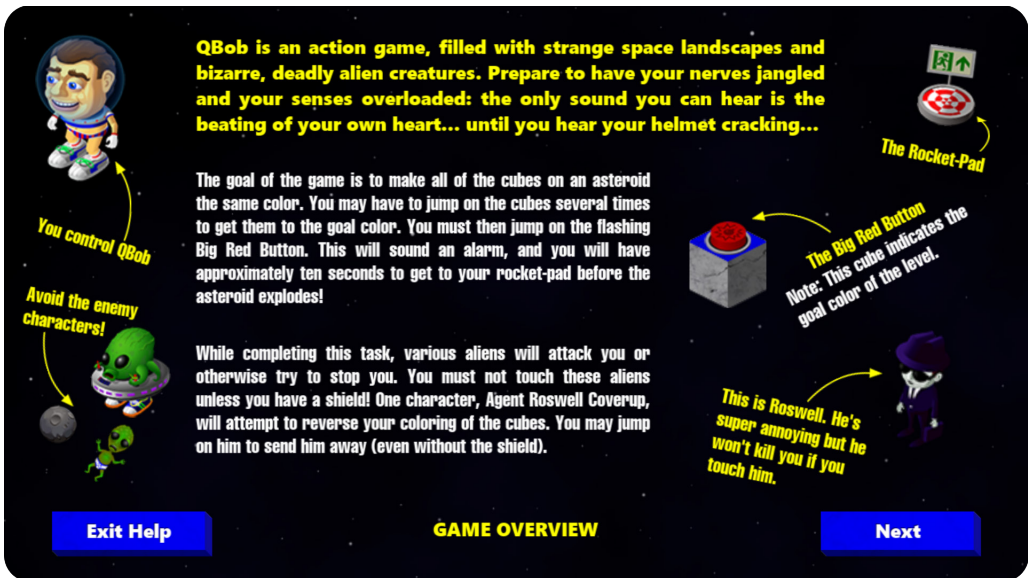 QBob is an action game, filled with strange space landscapes and
bizarre, deadly alien creatures. Prepare to have your nerves jangled
and your senses overloaded: the only sound you can hear is the
beating of your own heart... until you hear your helmet cracking...
The Rocket-Pad
You control QBob
The goal of the game is to make all of the cubes on an asteroid
the same color. You may have to jump on the cubes several times
to get them to the goal color. You must then jump on the flashing
Big Red Button. This will sound an alarm, and you will have
approximately ten seconds to get to your rocket-pad before the
asteroid explodes!
The Big Red Button
Note: This cube indicates the
goal color of the level.
Avoid the enemy
characters!
While completing this task, various aliens will attack you or
otherwise try to stop you. You must not touch these aliens
unless you have a shield! One character, Agent Roswell Coverup,
will attempt to reverse your coloring of the cubes. You may jump
on him to send him away (even without the shield).
This is Roswell. He's
super annoying but he
won't kill you if you
touch him.
Exit Help
GAME OVERVIEW
Next